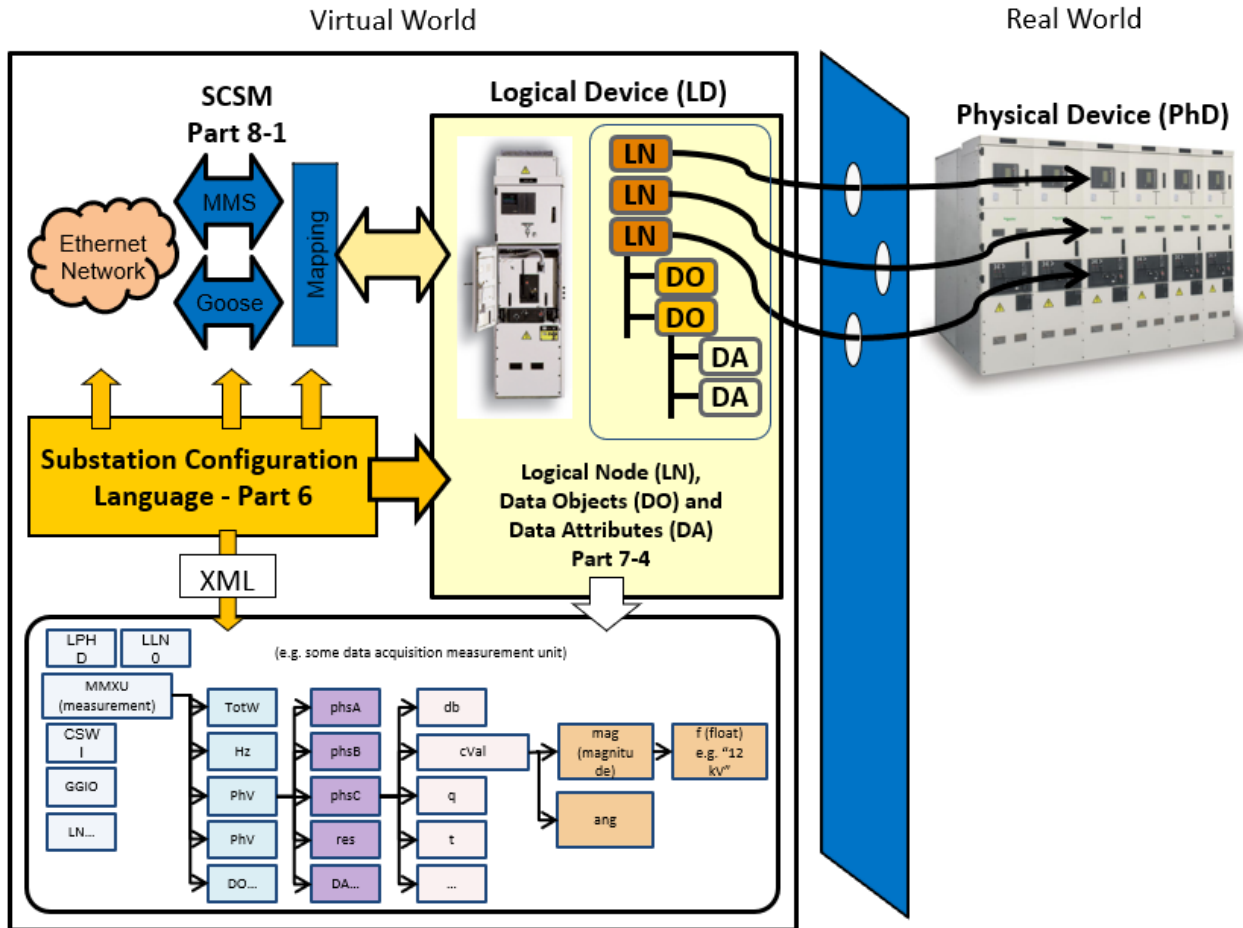 Virtual World
Real World
SCSM
Part 8-1
Logical Device (LD)
Physical Device (PhD)
MMS
Goose
Mapping
Ethernet
Network
LN
LN
LN
DO
DO
DA
DA
Substation Configuration
Language - Part 6
Logical Node (LN),
Data Objects (DO) and
Data Attributes (DA)
Part 7-4
XML
(e.g. some data acquisition measurement unit)
LPH
D
LLN
0
MMXU
(measurement)
CSW
I
GGIO
LN...
TotW
Hz
PhV
PhV
DO...
phsA
phsB
phsC
res
DA...
db
cVal
q
t
...
mag
(magnitu
de)
ang
f (float)
e.g. “12
kV”